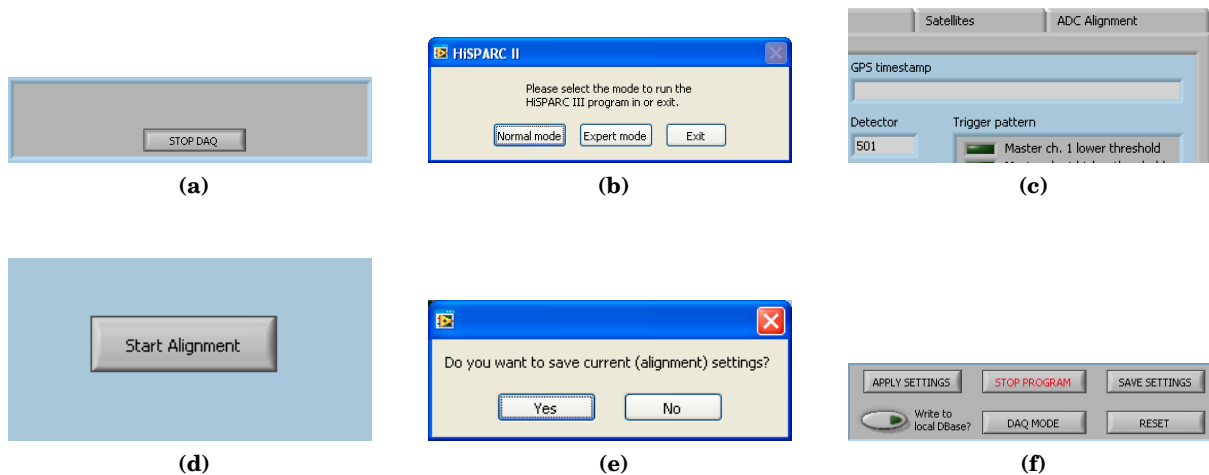 STOP DAQ
(a)
HiSPARC II
Please select the mode to run the
HiSPARC III program in or exit.
Normal mode Expert mode Exit
(b)
Satellites ADC Alignment
GPS timestamp
Detector Trigger pattern
501
Master ch. 1 lower threshold
(c)
Start Alignment
(d)
Do you want to save current (alignment) settings?
Yes No
(e)
APPLY SETTINGS STOP PROGRAM SAVE SETTINGS
Write to
local DBase?
DAQ MODE RESET
(f)